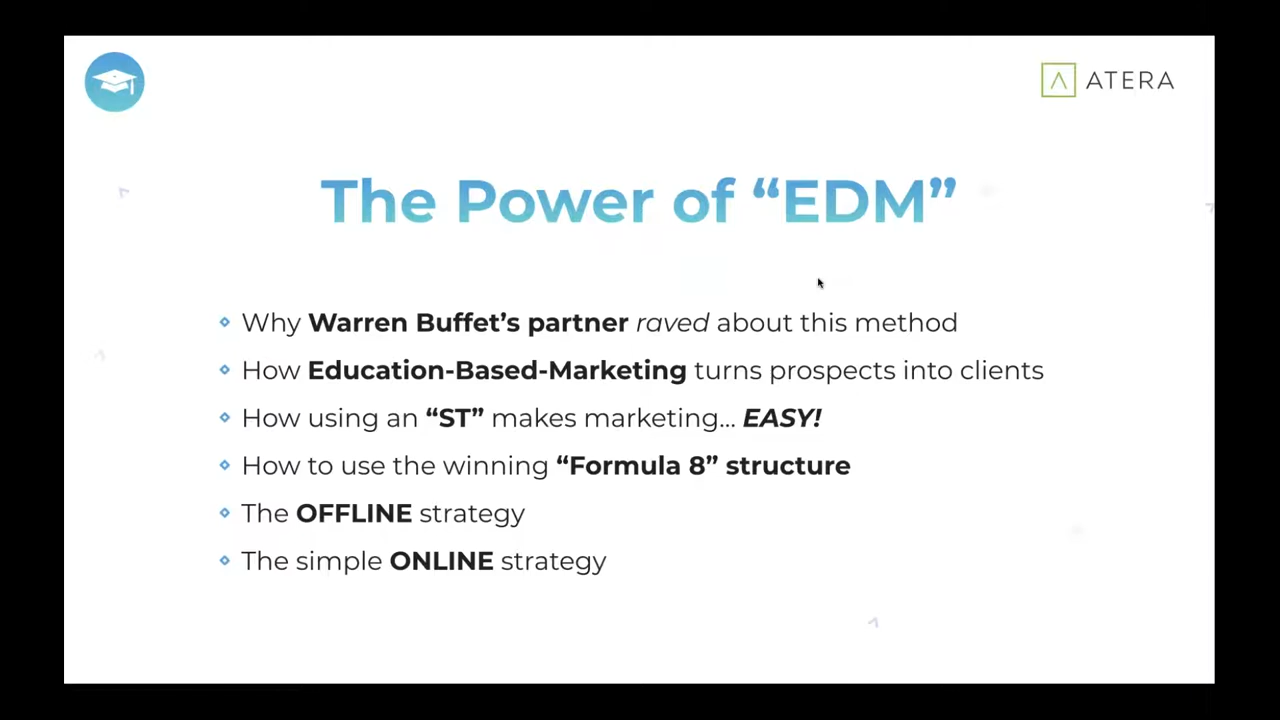 ATERA
The Power of “EDM”
Why Warren Buffet’s partner raved about this method
How Education-Based-Marketing turns prospects into clients
How using an “ST” makes marketing... EASY!
How to use the winning “Formula 8” structure
The OFFLINE strategy
The simple ONLINE strategy